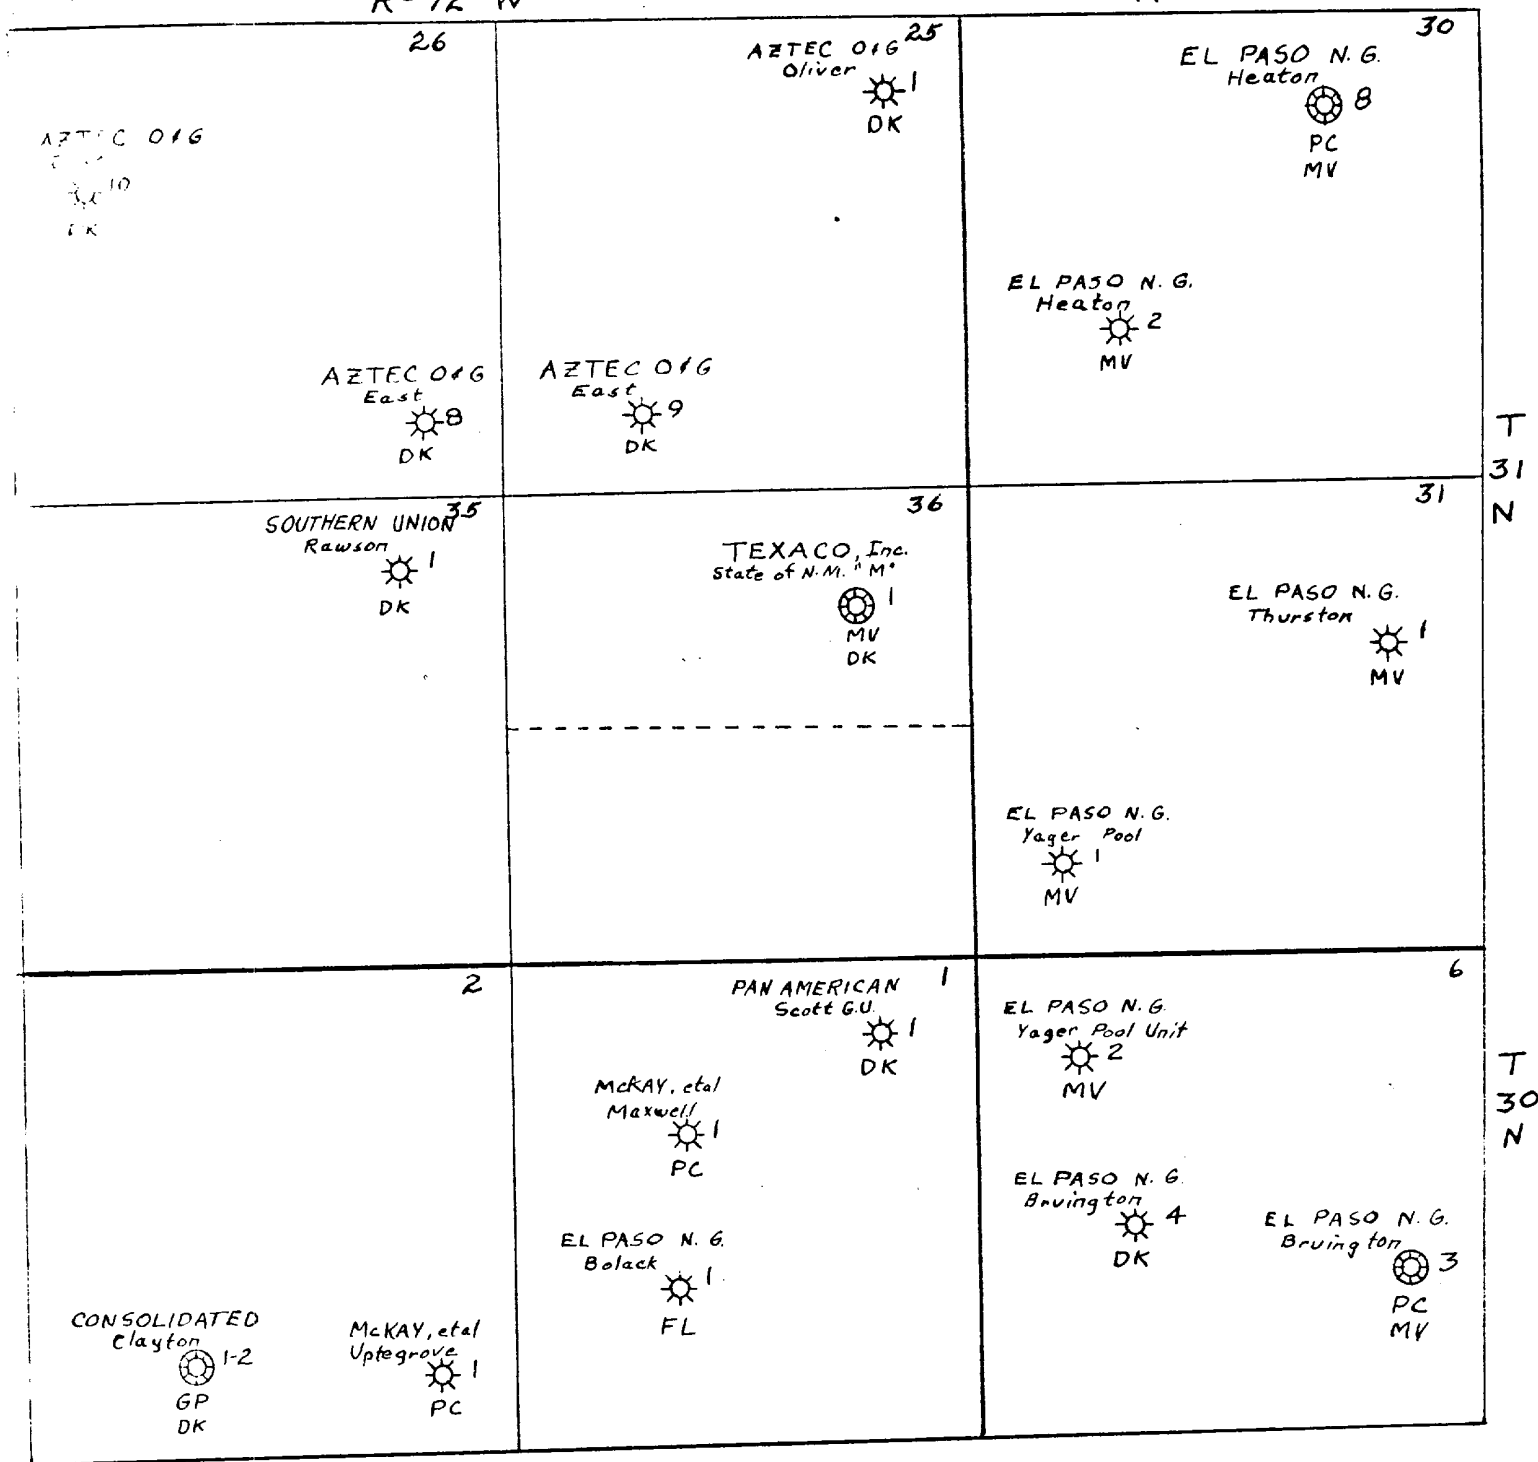 R-12 W
26
AZTEC O&G
10
DK
AZTEC O&G
East
8
DK
25
AZTEC O&G
Oliver
1
DK
AZTEC O&G
East
9
DK
30
EL PASO N.G.
Heaton
8
PC
MV
EL PASO N.G.
Heaton
2
MV
T
31
N
35
SOUTHERN UNION
Rawson
1
DK
36
TEXACO, Inc.
State of N.M. "M"
1
MV
DK
31
EL PASO N.G.
Thurston
1
MV
EL PASO N.G.
Yager Pool
1
MV
2
CONSOLIDATED
Clayton
1-2
GP
DK
McKAY, etal
Uptegrove
1
PC
1
PAN AMERICAN
Scott G.U.
1
DK
McKAY, etal
Maxwell
1
PC
EL PASO N.G.
Bolack
1
FL
6
EL PASO N.G.
Yager Pool Unit
2
MV
EL PASO N.G.
Bruington
4
DK
EL PASO N.G.
Bruington
3
PC
MV
T
30
N